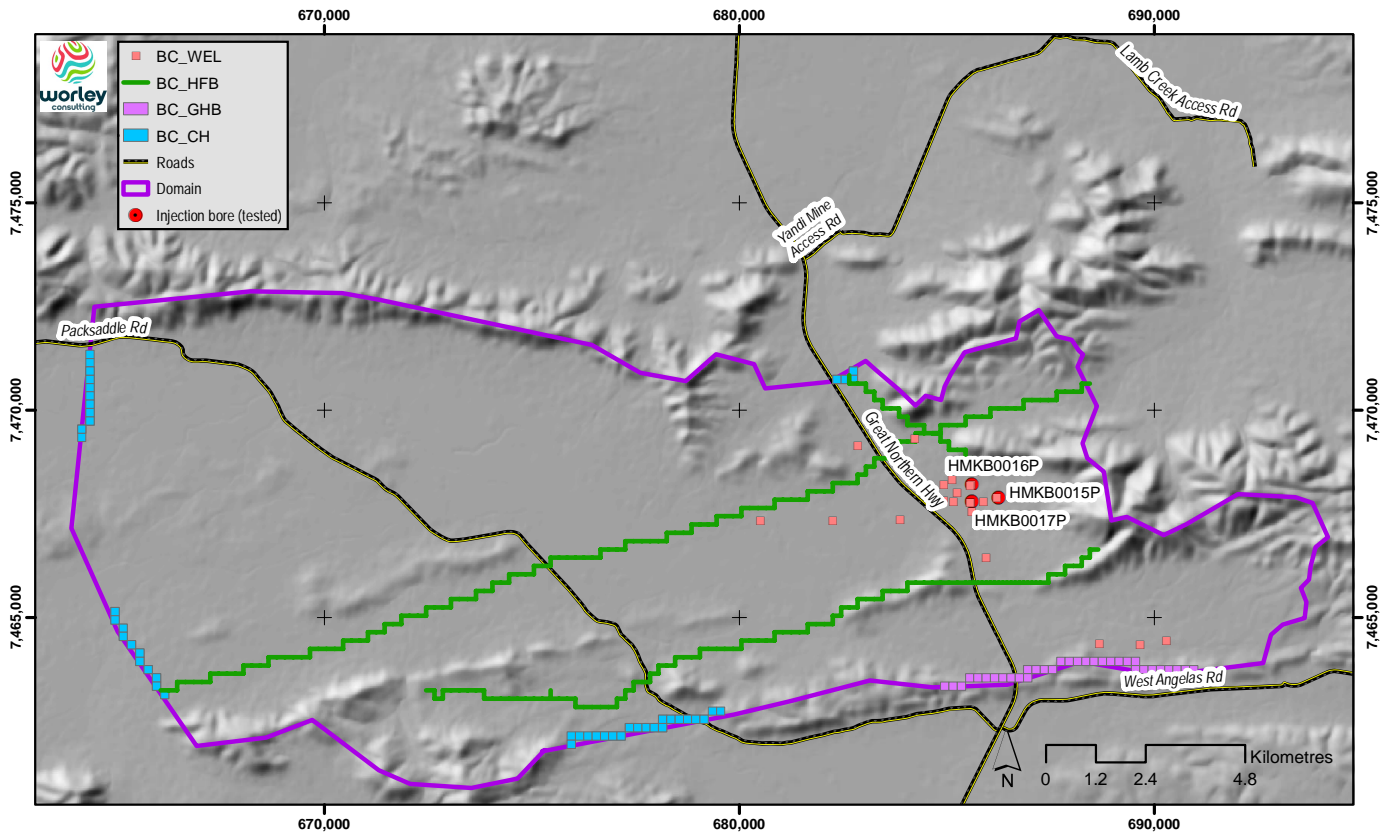 670,000
680,000
690,000
worley
consulting
BC_WEL
BC_HFB
BC_GHB
BC_CH
Roads
Domain
Injection bore (tested)
Lamb Creek Access Rd
7,475,000
7,475,000
Yandi Mine
Access Rd
Packsaddle Rd
7,470,000
7,470,000
Great Northern Hwy
HMKB0016P
HMKB0015P
HMKB0017P
7,465,000
7,465,000
West Angelas Rd
Kilometres
N
0
1.2
2.4
4.8
670,000
680,000
690,000